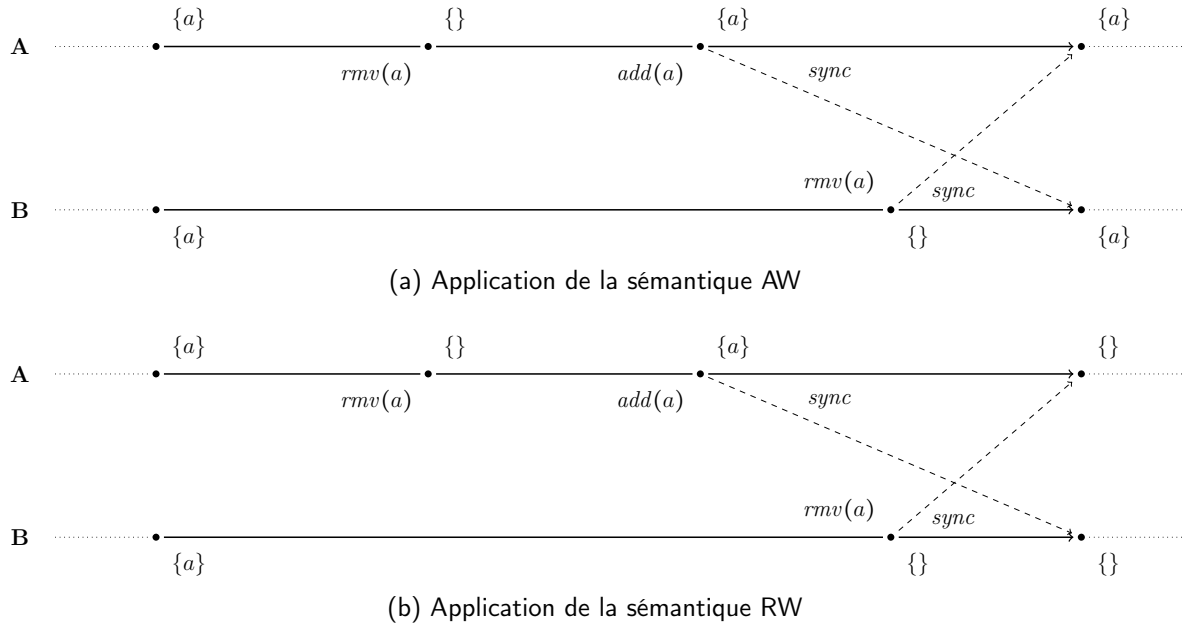 {a} {} {a} {a}
A
rmv(a) add(a) sync
rmv(a) sync
B
{a} {} {a}
(a) Application de la sémantique AW
{a} {} {a} {}
A
rmv(a) add(a) sync
rmv(a) sync
B
{a} {} {}
(b) Application de la sémantique RW